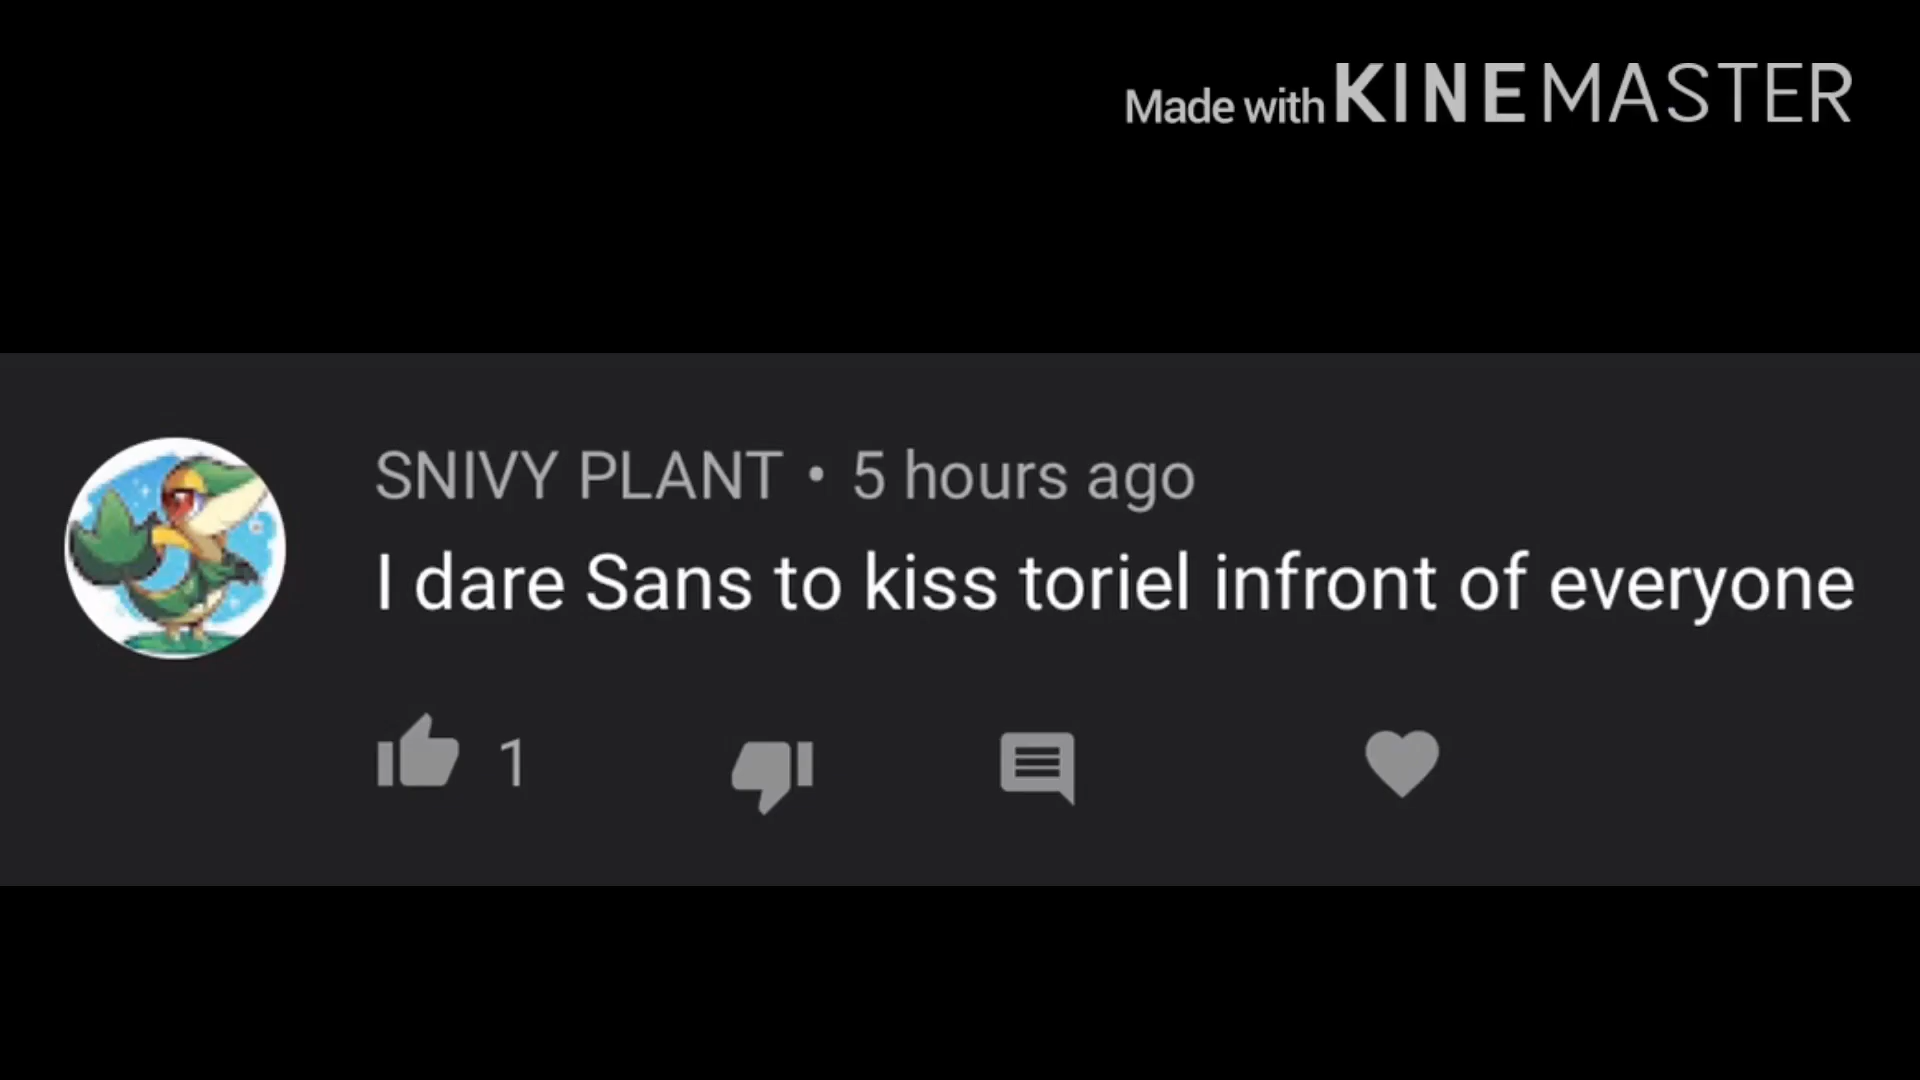 Made with KINEMASTER
SNIVY PLANT • 5 hours ago
I dare Sans to kiss toriel infront of everyone
1